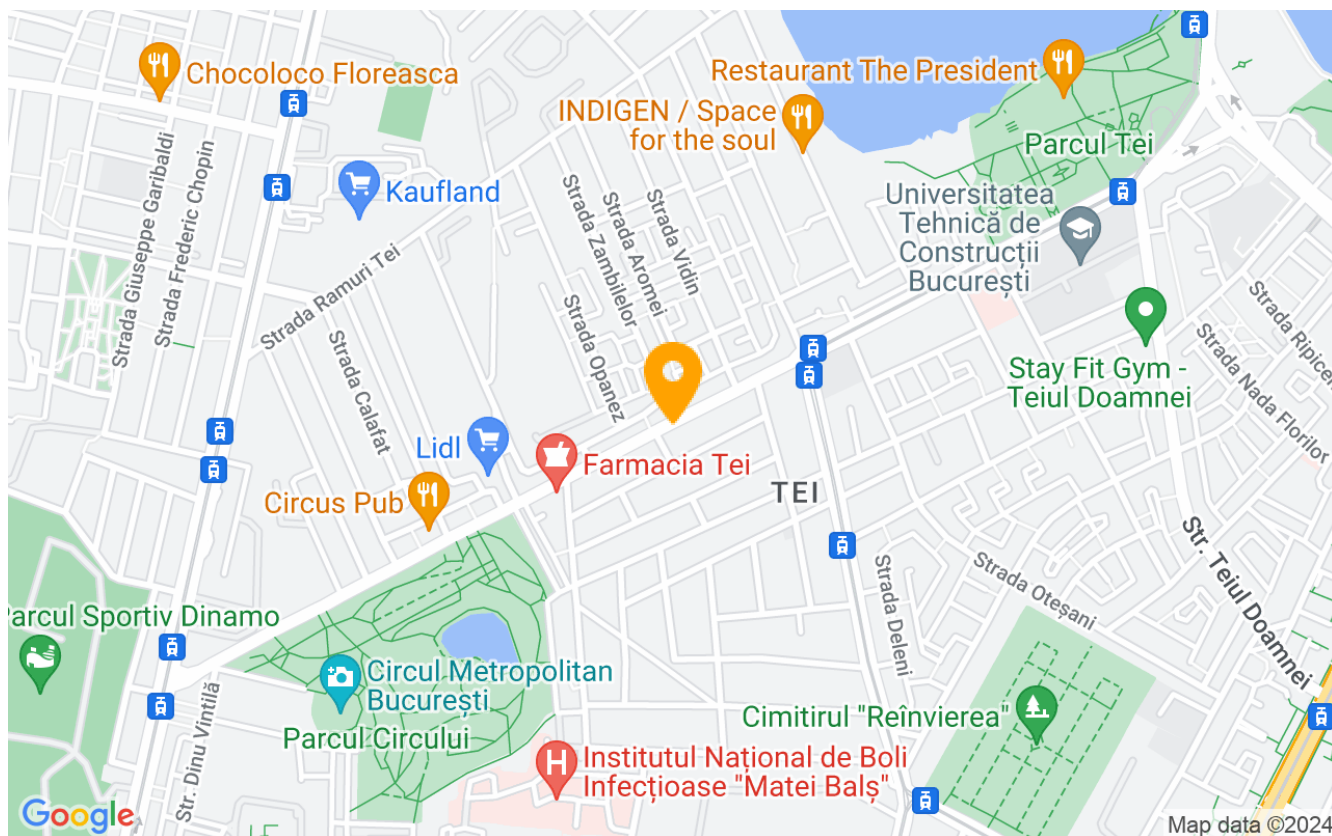 Chocoloco Floreasca
Restaurant The President
INDIGEN / Space
for the soul
Parcul Tei
Kaufland
Universitatea
Tehnică de
Construcții
București
Strada Giuseppe Garibaldi
Strada Frederic Chopin
Strada Ramuri Tei
Strada Zambilelor
Strada Aromei
Strada Vidin
Strada Opanez
Strada Calafat
Stay Fit Gym -
Teiul Doamnei
Strada Nada Florilor
Strada Ripicen
Lidl
Farmacia Tei
Circus Pub
TEI
Str. Teiul Doamnei
Strada Oteșani
Strada Deleni
Parcul Sportiv Dinamo
Circul Metropolitan
București
Parcul Circului
Str. Dinu Vintilă
Cimitirul "Reînvierea"
H
Institutul Național de Boli
Infecțioase "Matei Balș"
Google
Map data ©2024